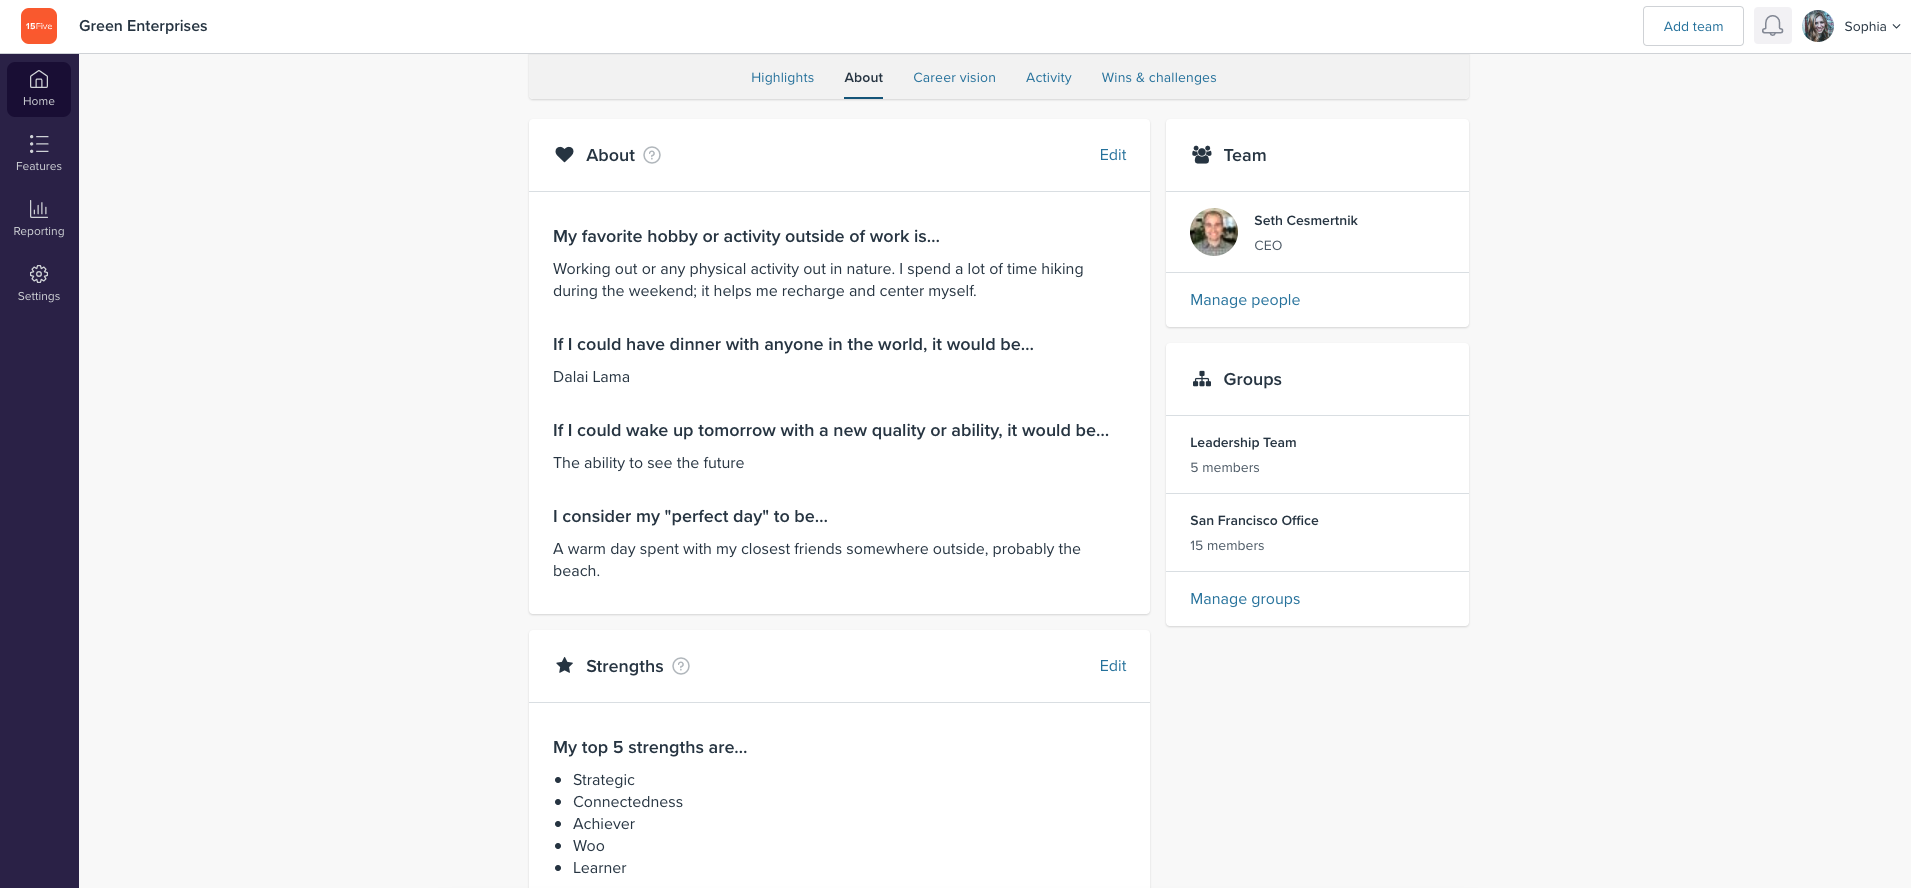 15Five
Green Enterprises
Add team
Sophia
Home
Features
Reporting
Settings
Highlights
About
Career vision
Activity
Wins & challenges
About ?
Edit
My favorite hobby or activity outside of work is...
Working out or any physical activity out in nature. I spend a lot of time hiking
during the weekend; it helps me recharge and center myself.
If I could have dinner with anyone in the world, it would be...
Dalai Lama
If I could wake up tomorrow with a new quality or ability, it would be...
The ability to see the future
I consider my "perfect day" to be...
A warm day spent with my closest friends somewhere outside, probably the
beach.
Strengths ?
Edit
My top 5 strengths are...
• Strategic
• Connectedness
• Achiever
• Woo
• Learner
Team
Seth Cesmertnik
CEO
Manage people
Groups
Leadership Team
5 members
San Francisco Office
15 members
Manage groups